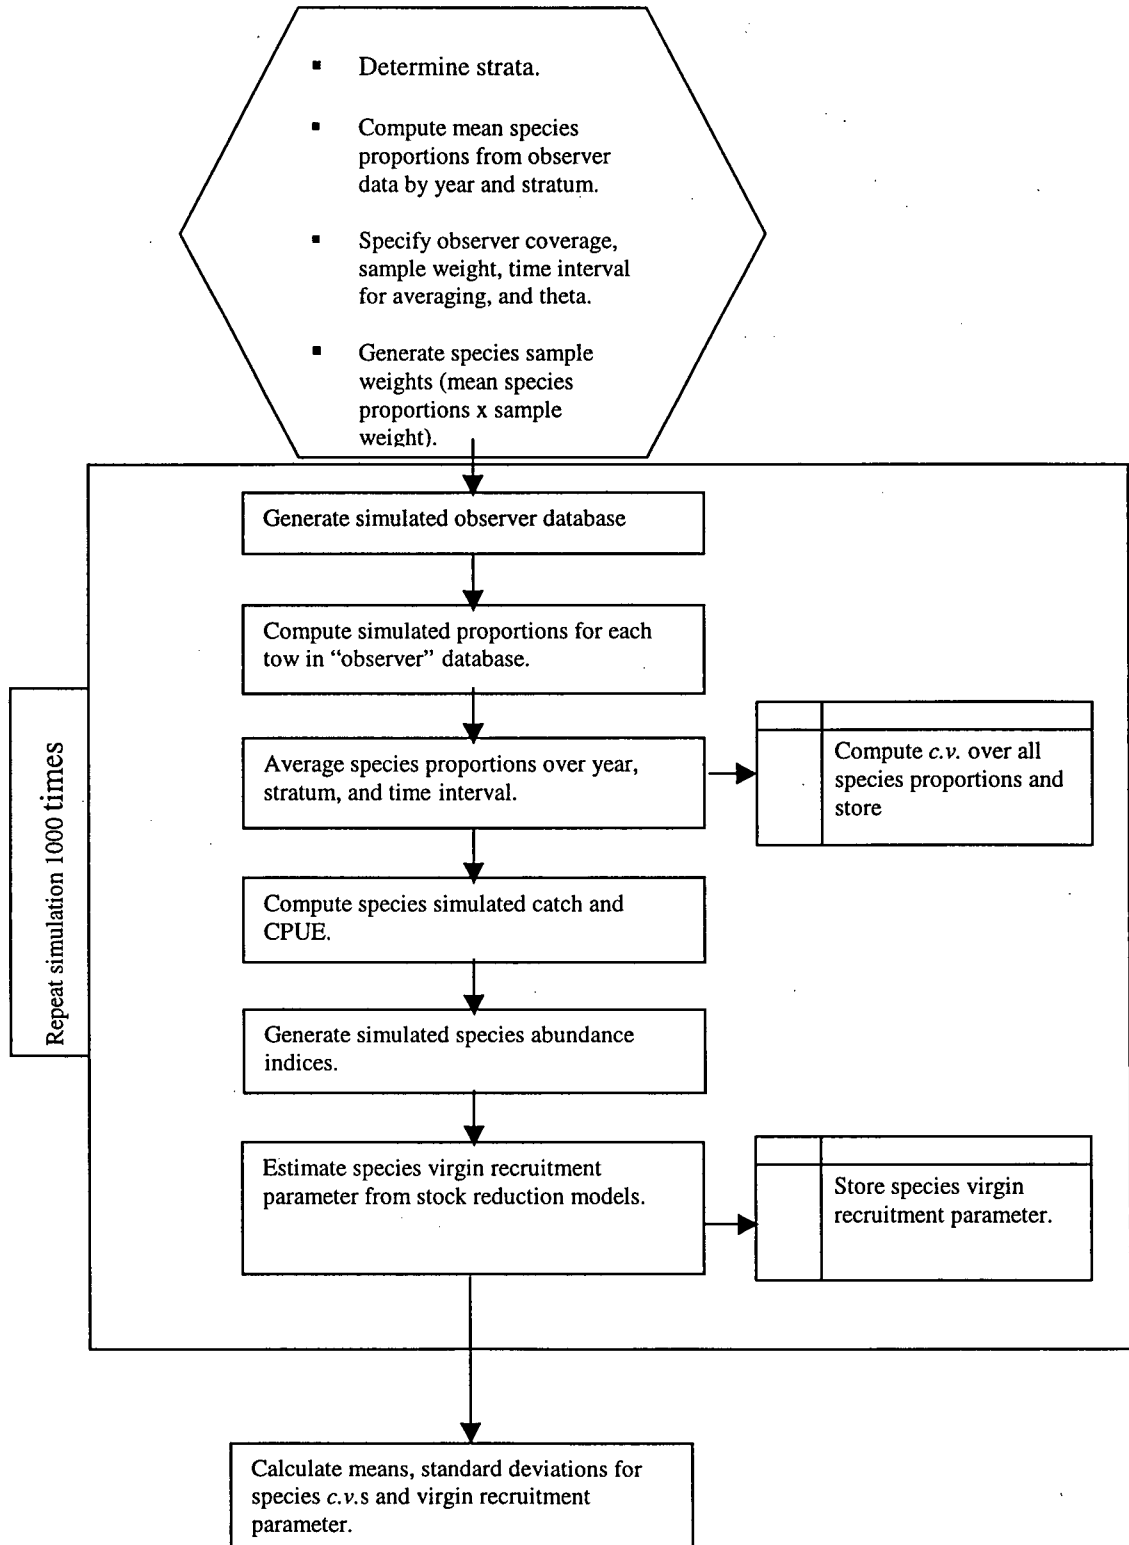 ▪ Determine strata.
▪ Compute mean species
proportions from observer
data by year and stratum.
▪ Specify observer coverage,
sample weight, time interval
for averaging, and theta.
▪ Generate species sample
weights (mean species
proportions x sample
weight).
Generate simulated observer database
Compute simulated proportions for each
tow in “observer” database.
Average species proportions over year,
stratum, and time interval.
Compute c.v. over all
species proportions and
store
Repeat simulation 1000 times
Compute species simulated catch and
CPUE.
Generate simulated species abundance
indices.
Estimate species virgin recruitment
parameter from stock reduction models.
Store species virgin
recruitment parameter.
Calculate means, standard deviations for
species c.v.s and virgin recruitment
parameter.